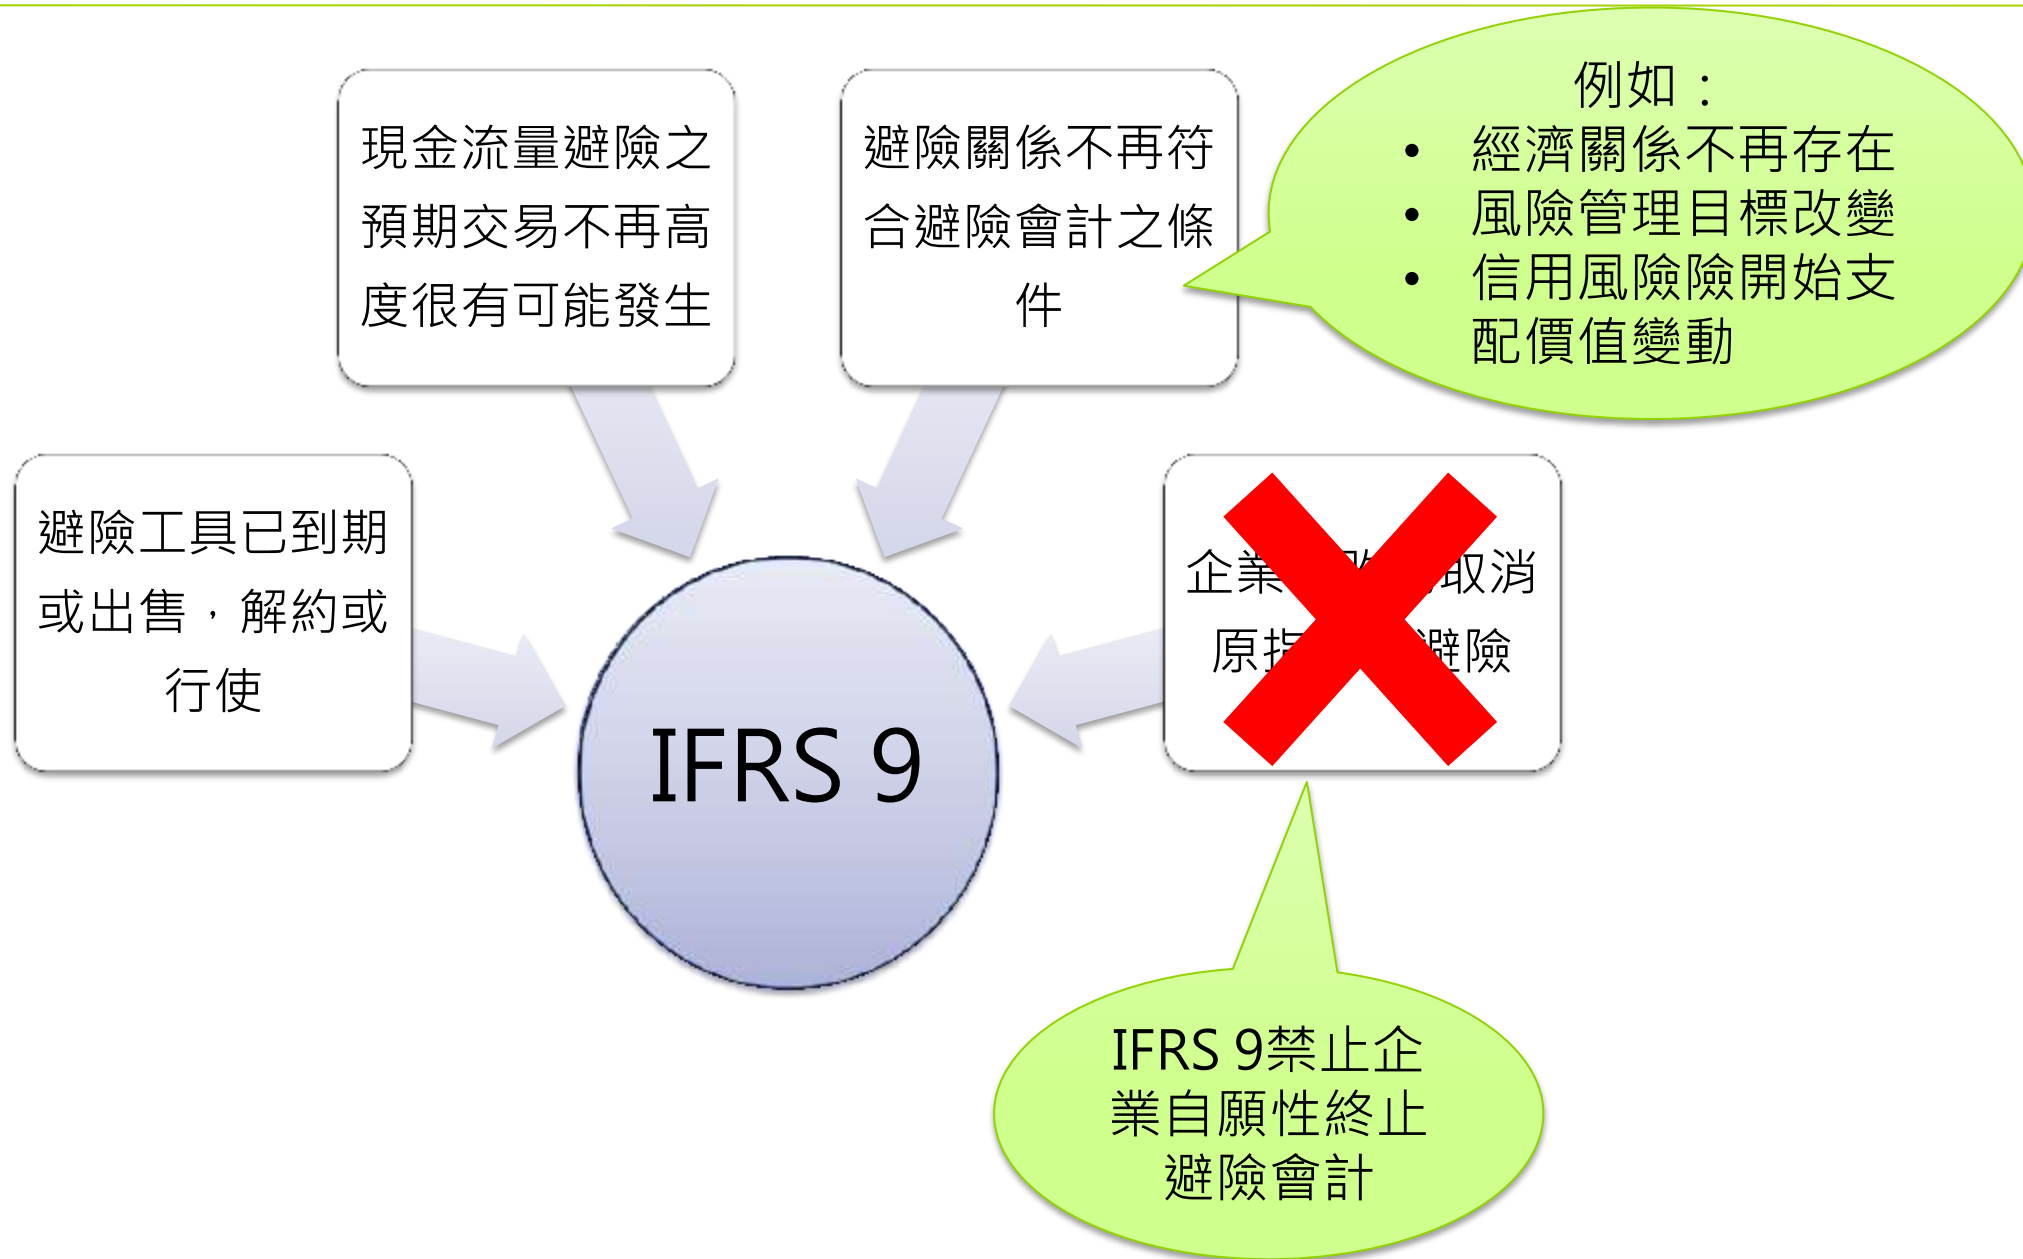 現金流量避險之
預期交易不再高
度很有可能發生
避險關係不再符
合避險會計之條
件
例如：
• 經濟關係不再存在
• 風險管理目標改變
• 信用風險險開始支
配價值變動
避險工具已到期
或出售，解約或
行使
企業取消
原避險
IFRS 9
IFRS 9禁止企
業自願性終止
避險會計